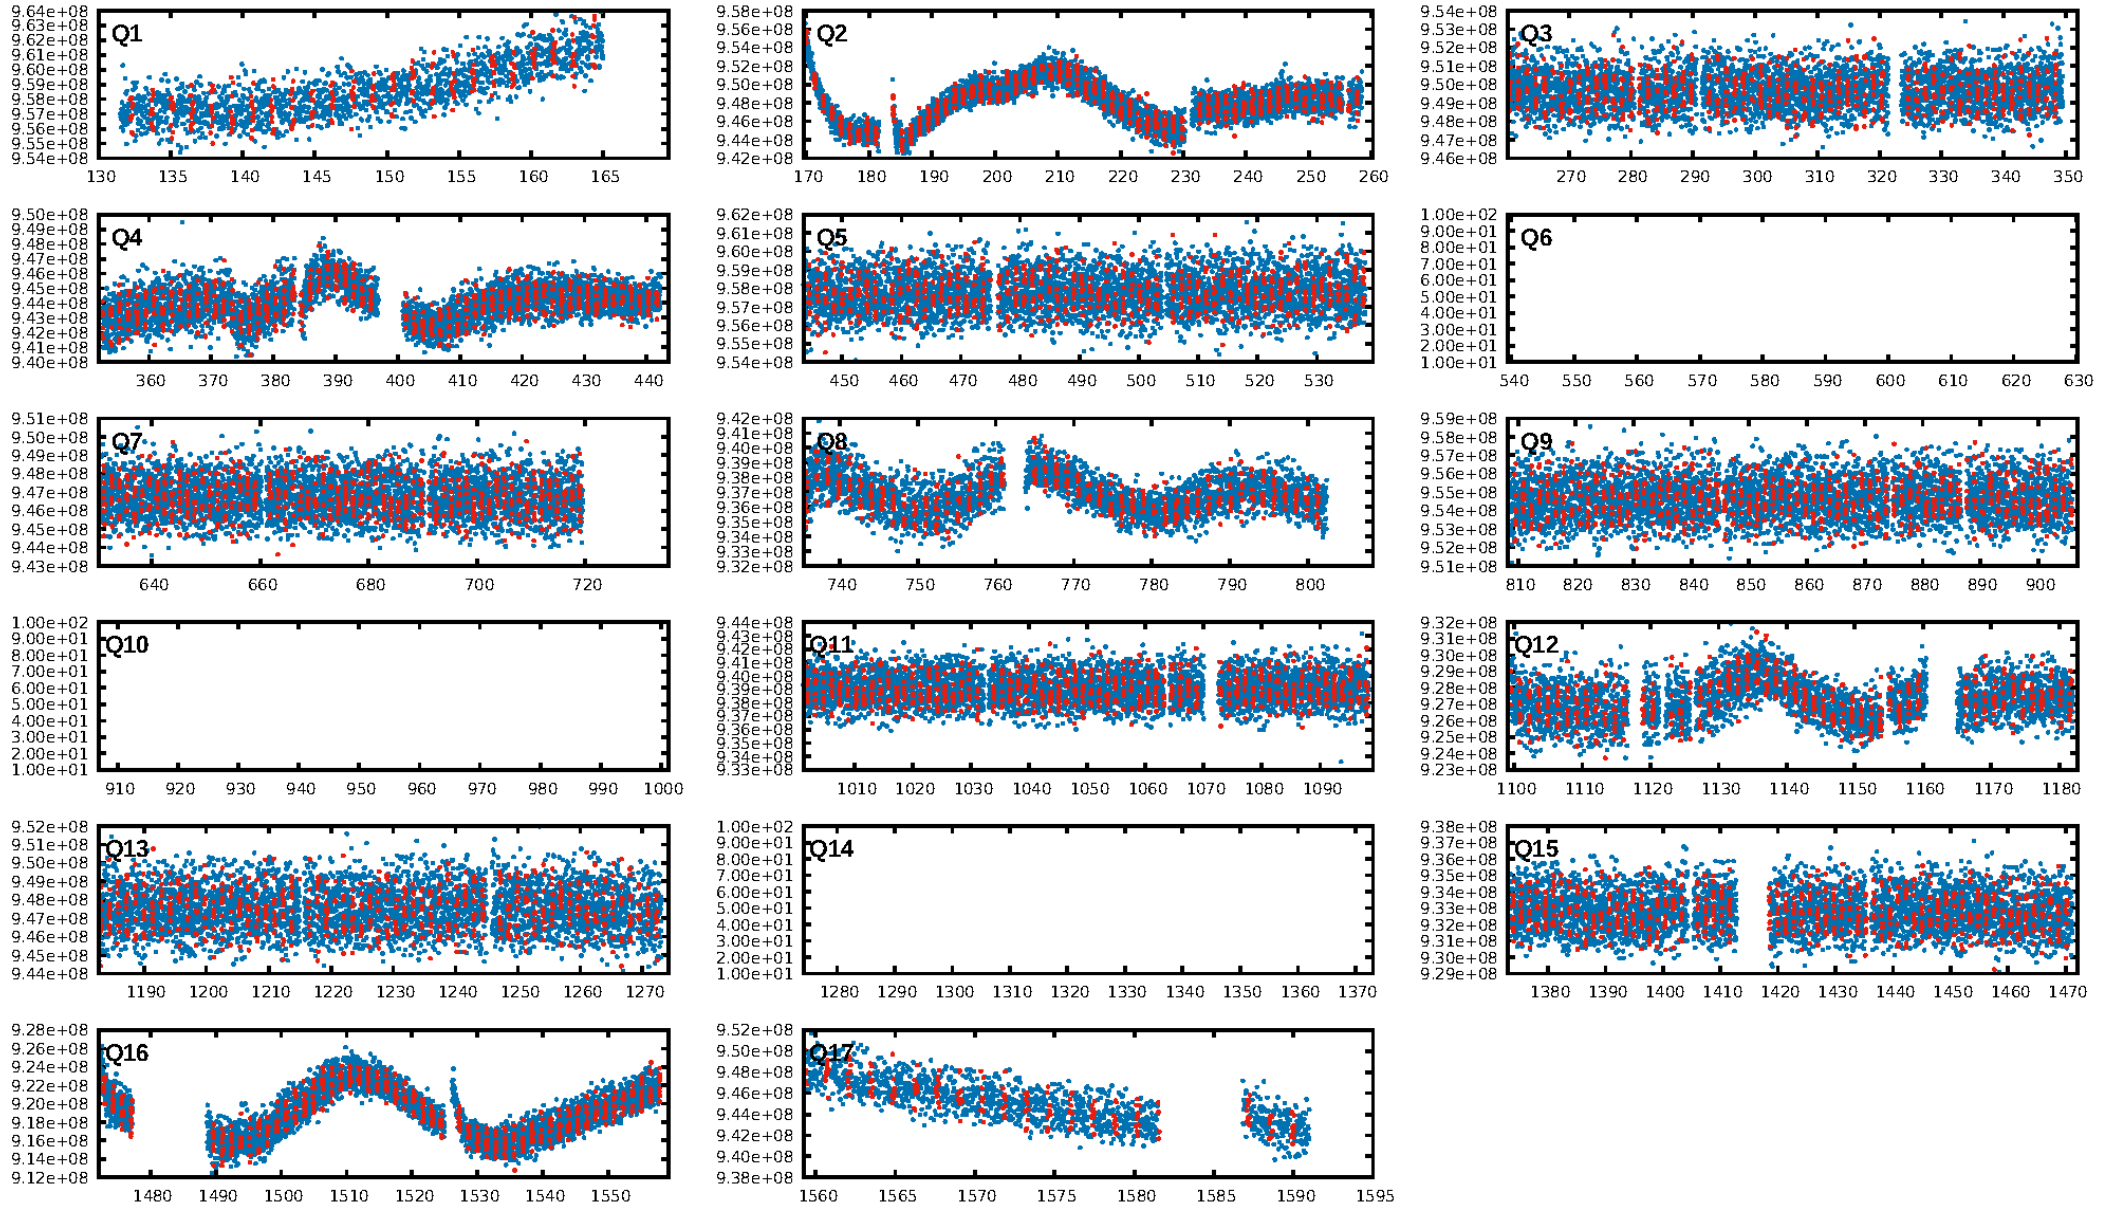 Q1
9.64e+08
9.63e+08
9.62e+08
9.61e+08
9.60e+08
9.59e+08
9.58e+08
9.57e+08
9.56e+08
9.55e+08
9.54e+08
130 135 140 145 150 155 160 165
Q2
9.58e+08
9.56e+08
9.54e+08
9.52e+08
9.50e+08
9.48e+08
9.46e+08
9.44e+08
9.42e+08
170 180 190 200 210 220 230 240 250 260
Q3
9.54e+08
9.53e+08
9.52e+08
9.51e+08
9.50e+08
9.49e+08
9.48e+08
9.47e+08
9.46e+08
270 280 290 300 310 320 330 340 350
Q4
9.50e+08
9.49e+08
9.48e+08
9.47e+08
9.46e+08
9.45e+08
9.44e+08
9.43e+08
9.42e+08
9.41e+08
9.40e+08
360 370 380 390 400 410 420 430 440
Q5
9.62e+08
9.61e+08
9.60e+08
9.59e+08
9.58e+08
9.57e+08
9.56e+08
9.55e+08
9.54e+08
450 460 470 480 490 500 510 520 530
Q6
1.00e+02
9.00e+01
8.00e+01
7.00e+01
6.00e+01
5.00e+01
4.00e+01
3.00e+01
2.00e+01
1.00e+01
540 550 560 570 580 590 600 610 620 630
Q7
9.51e+08
9.50e+08
9.49e+08
9.48e+08
9.47e+08
9.46e+08
9.45e+08
9.44e+08
9.43e+08
640 660 680 700 720
Q8
9.42e+08
9.41e+08
9.40e+08
9.39e+08
9.38e+08
9.37e+08
9.36e+08
9.35e+08
9.34e+08
9.33e+08
9.32e+08
740 750 760 770 780 790 800
Q9
9.59e+08
9.58e+08
9.57e+08
9.56e+08
9.55e+08
9.54e+08
9.53e+08
9.52e+08
9.51e+08
810 820 830 840 850 860 870 880 890 900
Q10
1.00e+02
9.00e+01
8.00e+01
7.00e+01
6.00e+01
5.00e+01
4.00e+01
3.00e+01
2.00e+01
1.00e+01
910 920 930 940 950 960 970 980 990 1000
Q11
9.44e+08
9.43e+08
9.42e+08
9.41e+08
9.40e+08
9.39e+08
9.38e+08
9.37e+08
9.36e+08
9.35e+08
9.34e+08
9.33e+08
1010 1020 1030 1040 1050 1060 1070 1080 1090
Q12
9.32e+08
9.31e+08
9.30e+08
9.29e+08
9.28e+08
9.27e+08
9.26e+08
9.25e+08
9.24e+08
9.23e+08
1100 1110 1120 1130 1140 1150 1160 1170 1180
Q13
9.52e+08
9.51e+08
9.50e+08
9.49e+08
9.48e+08
9.47e+08
9.46e+08
9.45e+08
9.44e+08
1190 1200 1210 1220 1230 1240 1250 1260 1270
Q14
1.00e+02
9.00e+01
8.00e+01
7.00e+01
6.00e+01
5.00e+01
4.00e+01
3.00e+01
2.00e+01
1.00e+01
1280 1290 1300 1310 1320 1330 1340 1350 1360 1370
Q15
9.38e+08
9.37e+08
9.36e+08
9.35e+08
9.34e+08
9.33e+08
9.32e+08
9.31e+08
9.30e+08
9.29e+08
1380 1390 1400 1410 1420 1430 1440 1450 1460 1470
Q16
9.28e+08
9.26e+08
9.24e+08
9.22e+08
9.20e+08
9.18e+08
9.16e+08
9.14e+08
9.12e+08
1480 1490 1500 1510 1520 1530 1540 1550
Q17
9.52e+08
9.50e+08
9.48e+08
9.46e+08
9.44e+08
9.42e+08
9.40e+08
9.38e+08
1560 1565 1570 1575 1580 1585 1590 1595